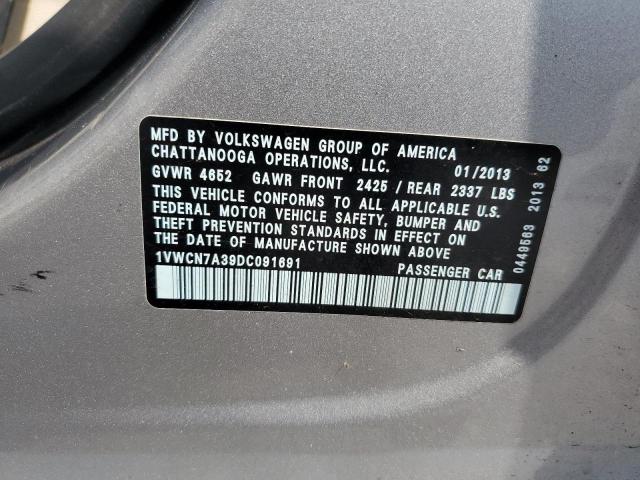 MFD BY VOLKSWAGEN GROUP OF AMERICA
CHATTANOOGA OPERATIONS, LLC. 01/2013
GVWR 4652 GAWR FRONT 2425 / REAR 2337 LBS
THIS VEHICLE CONFORMS TO ALL APPLICABLE U.S.
FEDERAL MOTOR VEHICLE SAFETY, BUMPER AND
THEFT PREVENTION STANDARDS IN EFFECT ON
THE DATE OF MANUFACTURE SHOWN ABOVE
1VWCN7A39DC091691 PASSENGER CAR
0449563 2013 62